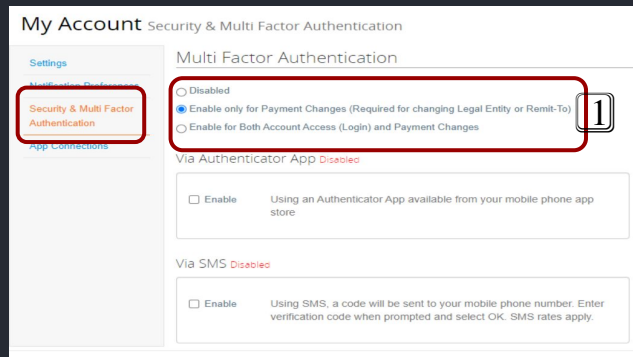 My Account Security & Multi Factor Authentication
Settings
Notification Preferences
Security & Multi Factor
Authentication
App Connections
Multi Factor Authentication
Disabled
Enable only for Payment Changes (Required for changing Legal Entity or Remit-To)
Enable for Both Account Access (Login) and Payment Changes
1
Via Authenticator App Disabled
Enable
Using an Authenticator App available from your mobile phone app
store
Via SMS Disabled
Enable
Using SMS, a code will be sent to your mobile phone number. Enter
verification code when prompted and select OK. SMS rates apply.